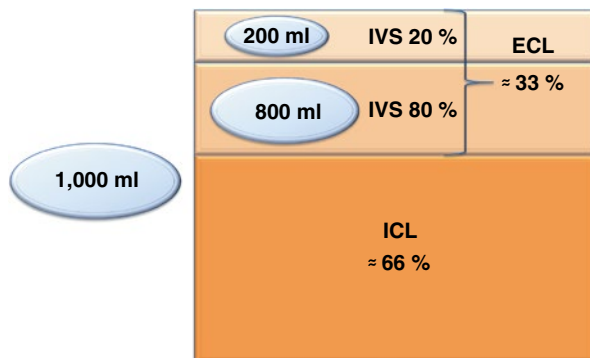 200 ml IVS 20 % ECL
≈ 33 %
800 ml IVS 80 %
1,000 ml
ICL
≈ 66 %